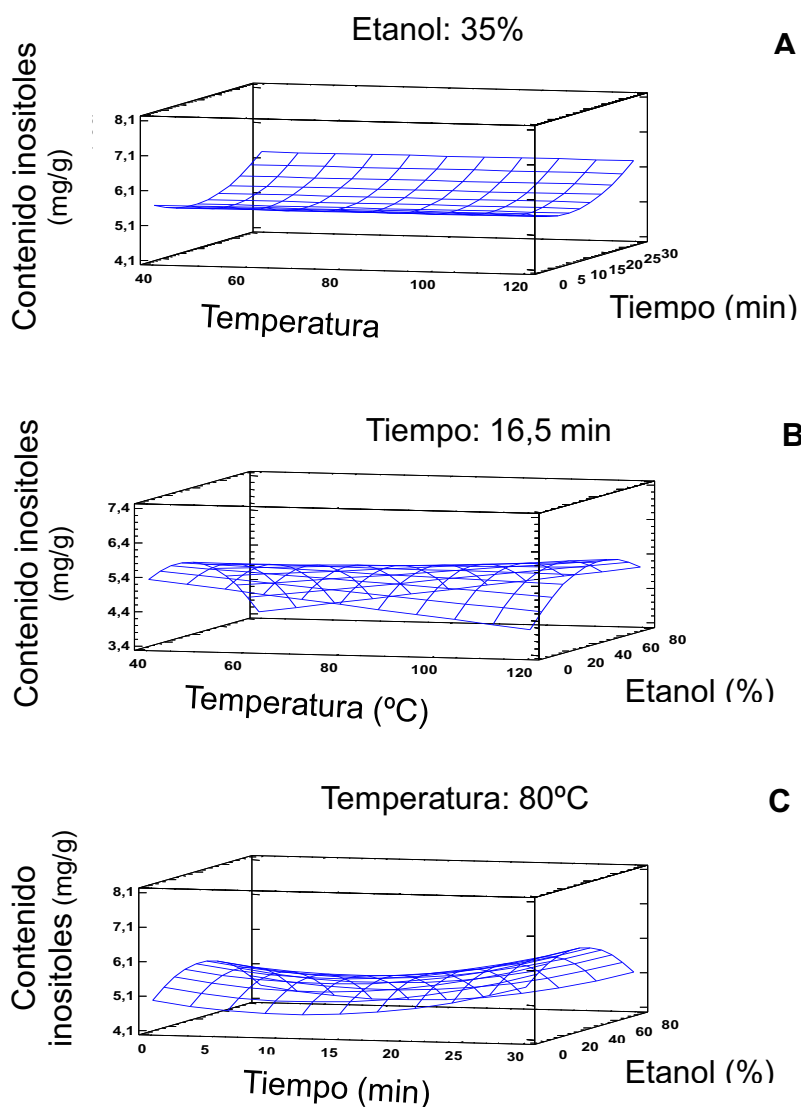 Etanol: 35%
A
Contenido inositoles
(mg/g)
8,1
7,1
6,1
5,1
4,1
40
60
80
100
120
0 5 10 15 20 25 30
Temperatura
Tiempo (min)
Tiempo: 16,5 min
B
Contenido inositoles
(mg/g)
7,4
6,4
5,4
4,4
3,4
40
60
80
100
120
0 20 40 60 80
Temperatura (ºC)
Etanol (%)
Temperatura: 80ºC
C
Contenido
inositoles (mg/g)
8,1
7,1
6,1
5,1
4,1
0
5
10
15
20
25
30
0 20 40 60 80
Tiempo (min)
Etanol (%)